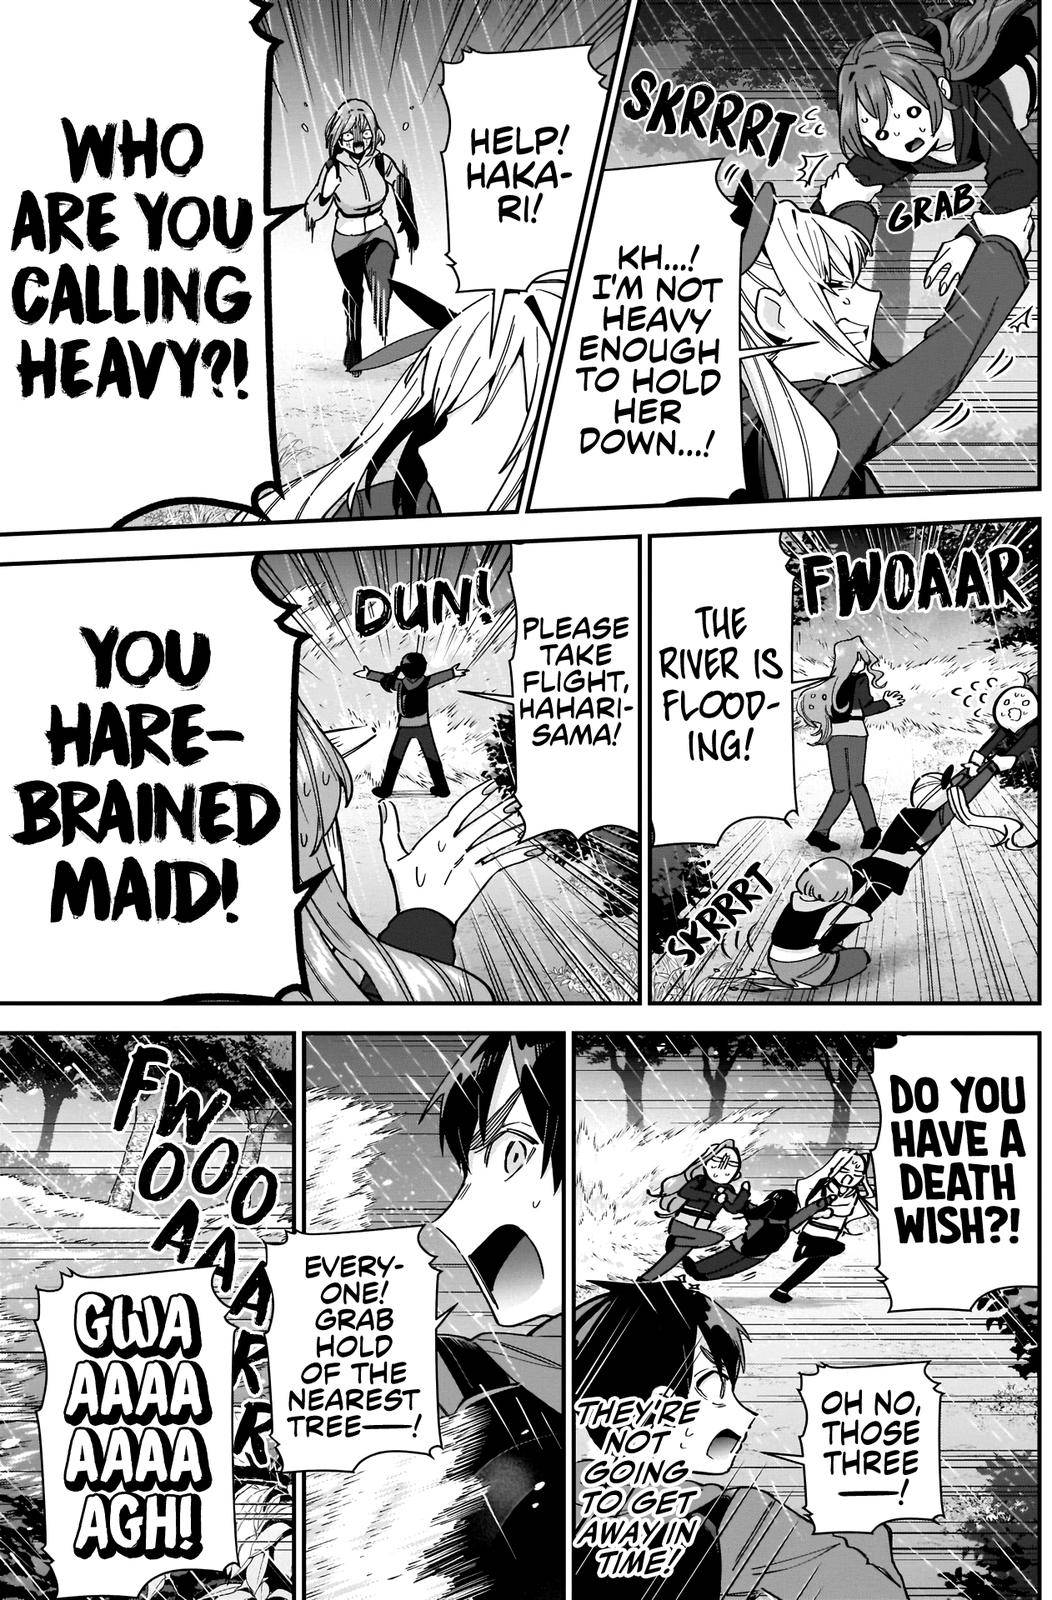 SKRRRT
GRAB
KH...!
I'M NOT
HEAVY
ENOUGH
TO HOLD
HER
DOWN...!
HELP!
HAKA-
RI!
WHO
ARE YOU
CALLING
HEAVY?!
FWOAAR
THE
RIVER IS
FLOOD-
ING!
SKRRRT
PLEASE
TAKE
FLIGHT,
HAHARI-
SAMA!
DUN!
YOU
HARE-
BRAINED
MAID!
DO YOU
HAVE A
DEATH
WISH?!
OH NO,
THOSE
THREE
—!
THEY'RE
NOT
GOING
TO GET
AWAY IN
TIME!
EVERY-
ONE!
GRAB
HOLD
OF THE
NEAREST
TREE—!
FWOOOOAAAARRR
GWA
AAAA
AAAA
AGH!